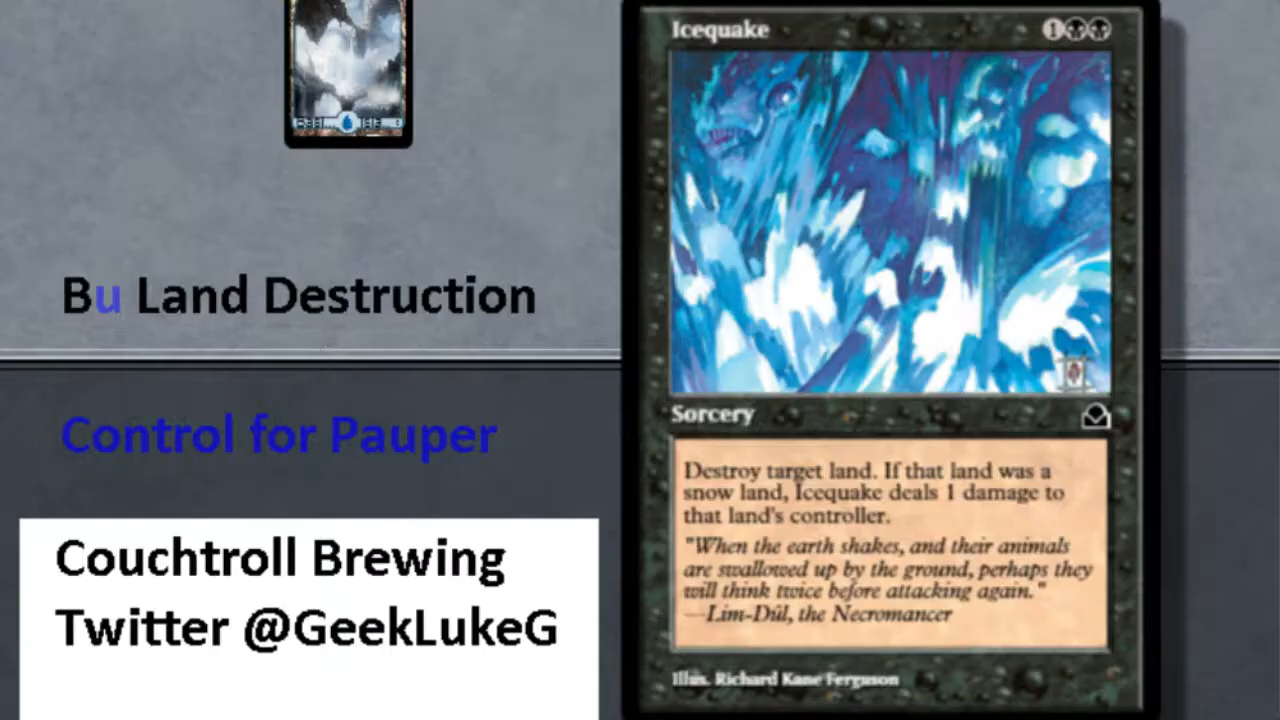 Icequake
1
Bu Land Destruction
Control for Pauper
Couchtroll Brewing
Twitter @GeekLukeG
Sorcery
Destroy target land. If that land was a
snow land, Icequake deals 1 damage to
that land's controller.
"When the earth shakes, and their animals
are swallowed up by the ground, perhaps they
will think twice before attacking again."
—Lim-Dûl, the Necromancer
Illus. Richard Kane Ferguson